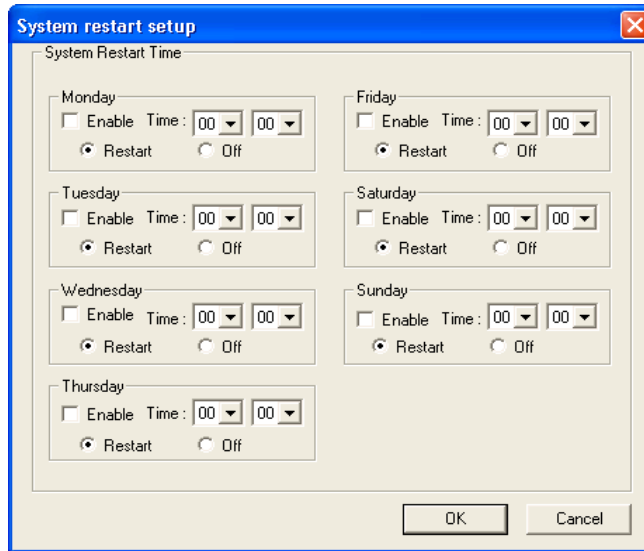 System restart setup
System Restart Time
Monday
Enable Time : 00 00
Restart Off
Tuesday
Enable Time : 00 00
Restart Off
Wednesday
Enable Time : 00 00
Restart Off
Thursday
Enable Time : 00 00
Restart Off
Friday
Enable Time : 00 00
Restart Off
Saturday
Enable Time : 00 00
Restart Off
Sunday
Enable Time : 00 00
Restart Off
OK Cancel